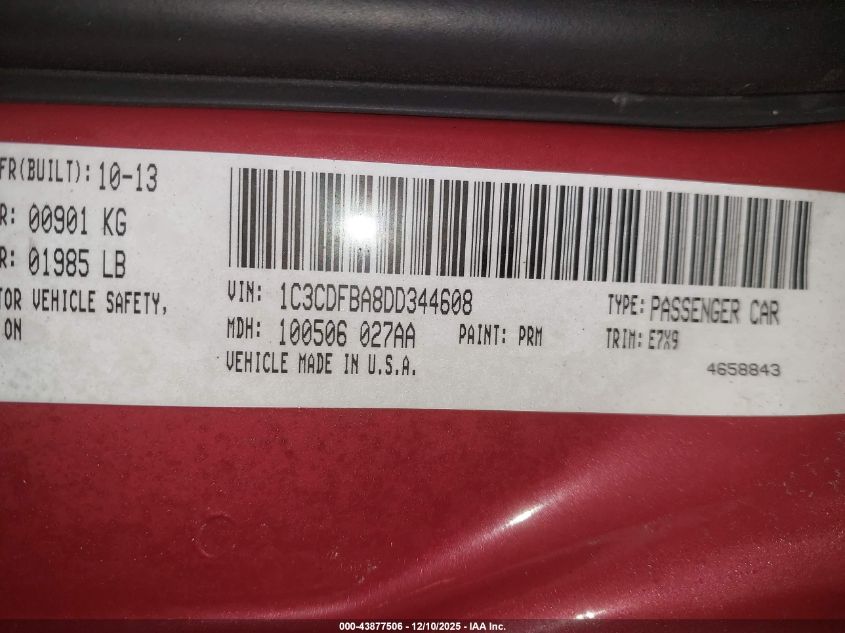 FR(BUILT): 10-13
R: 00901 KG
R: 01985 LB
TOR VEHICLE SAFETY,
ON
VIN: 1C3CDFBA8DD344608
TYPE: PASSENGER CAR
MDH: 100506 027AA PAINT: PRM TRIM: E7X9
VEHICLE MADE IN U.S.A.
4658843
000-43877506 - 12/10/2025 - IAA Inc.